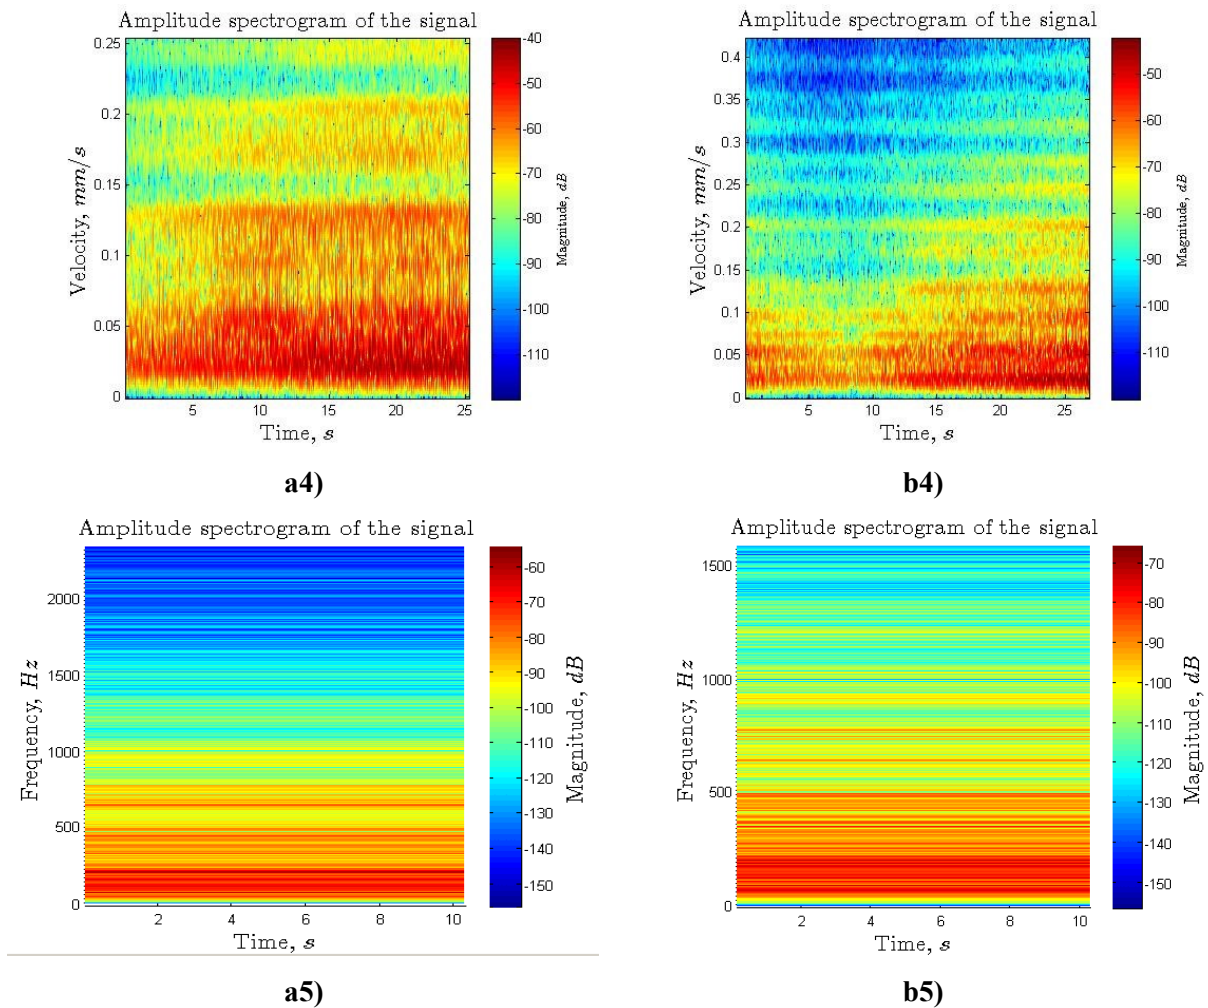 Amplitude spectrogram of the signal
0.25
0.2
0.15
0.1
0.05
0
Velocity, mm/s
5 10 15 20 25
Time, s
-40
-50
-60
-70
-80
-90
-100
-110
Magnitude, dB
a4)
Amplitude spectrogram of the signal
0.4
0.35
0.3
0.25
0.2
0.15
0.1
0.05
0
Velocity, mm/s
5 10 15 20 25
Time, s
-50
-60
-70
-80
-90
-100
-110
Magnitude, dB
b4)
Amplitude spectrogram of the signal
2000
1500
1000
500
0
Frequency, Hz
2 4 6 8 10
Time, s
-60
-70
-80
-90
-100
-110
-120
-130
-140
-150
Magnitude, dB
a5)
Amplitude spectrogram of the signal
1500
1000
500
0
Frequency, Hz
2 4 6 8 10
Time, s
-70
-80
-90
-100
-110
-120
-130
-140
-150
Magnitude, dB
b5)